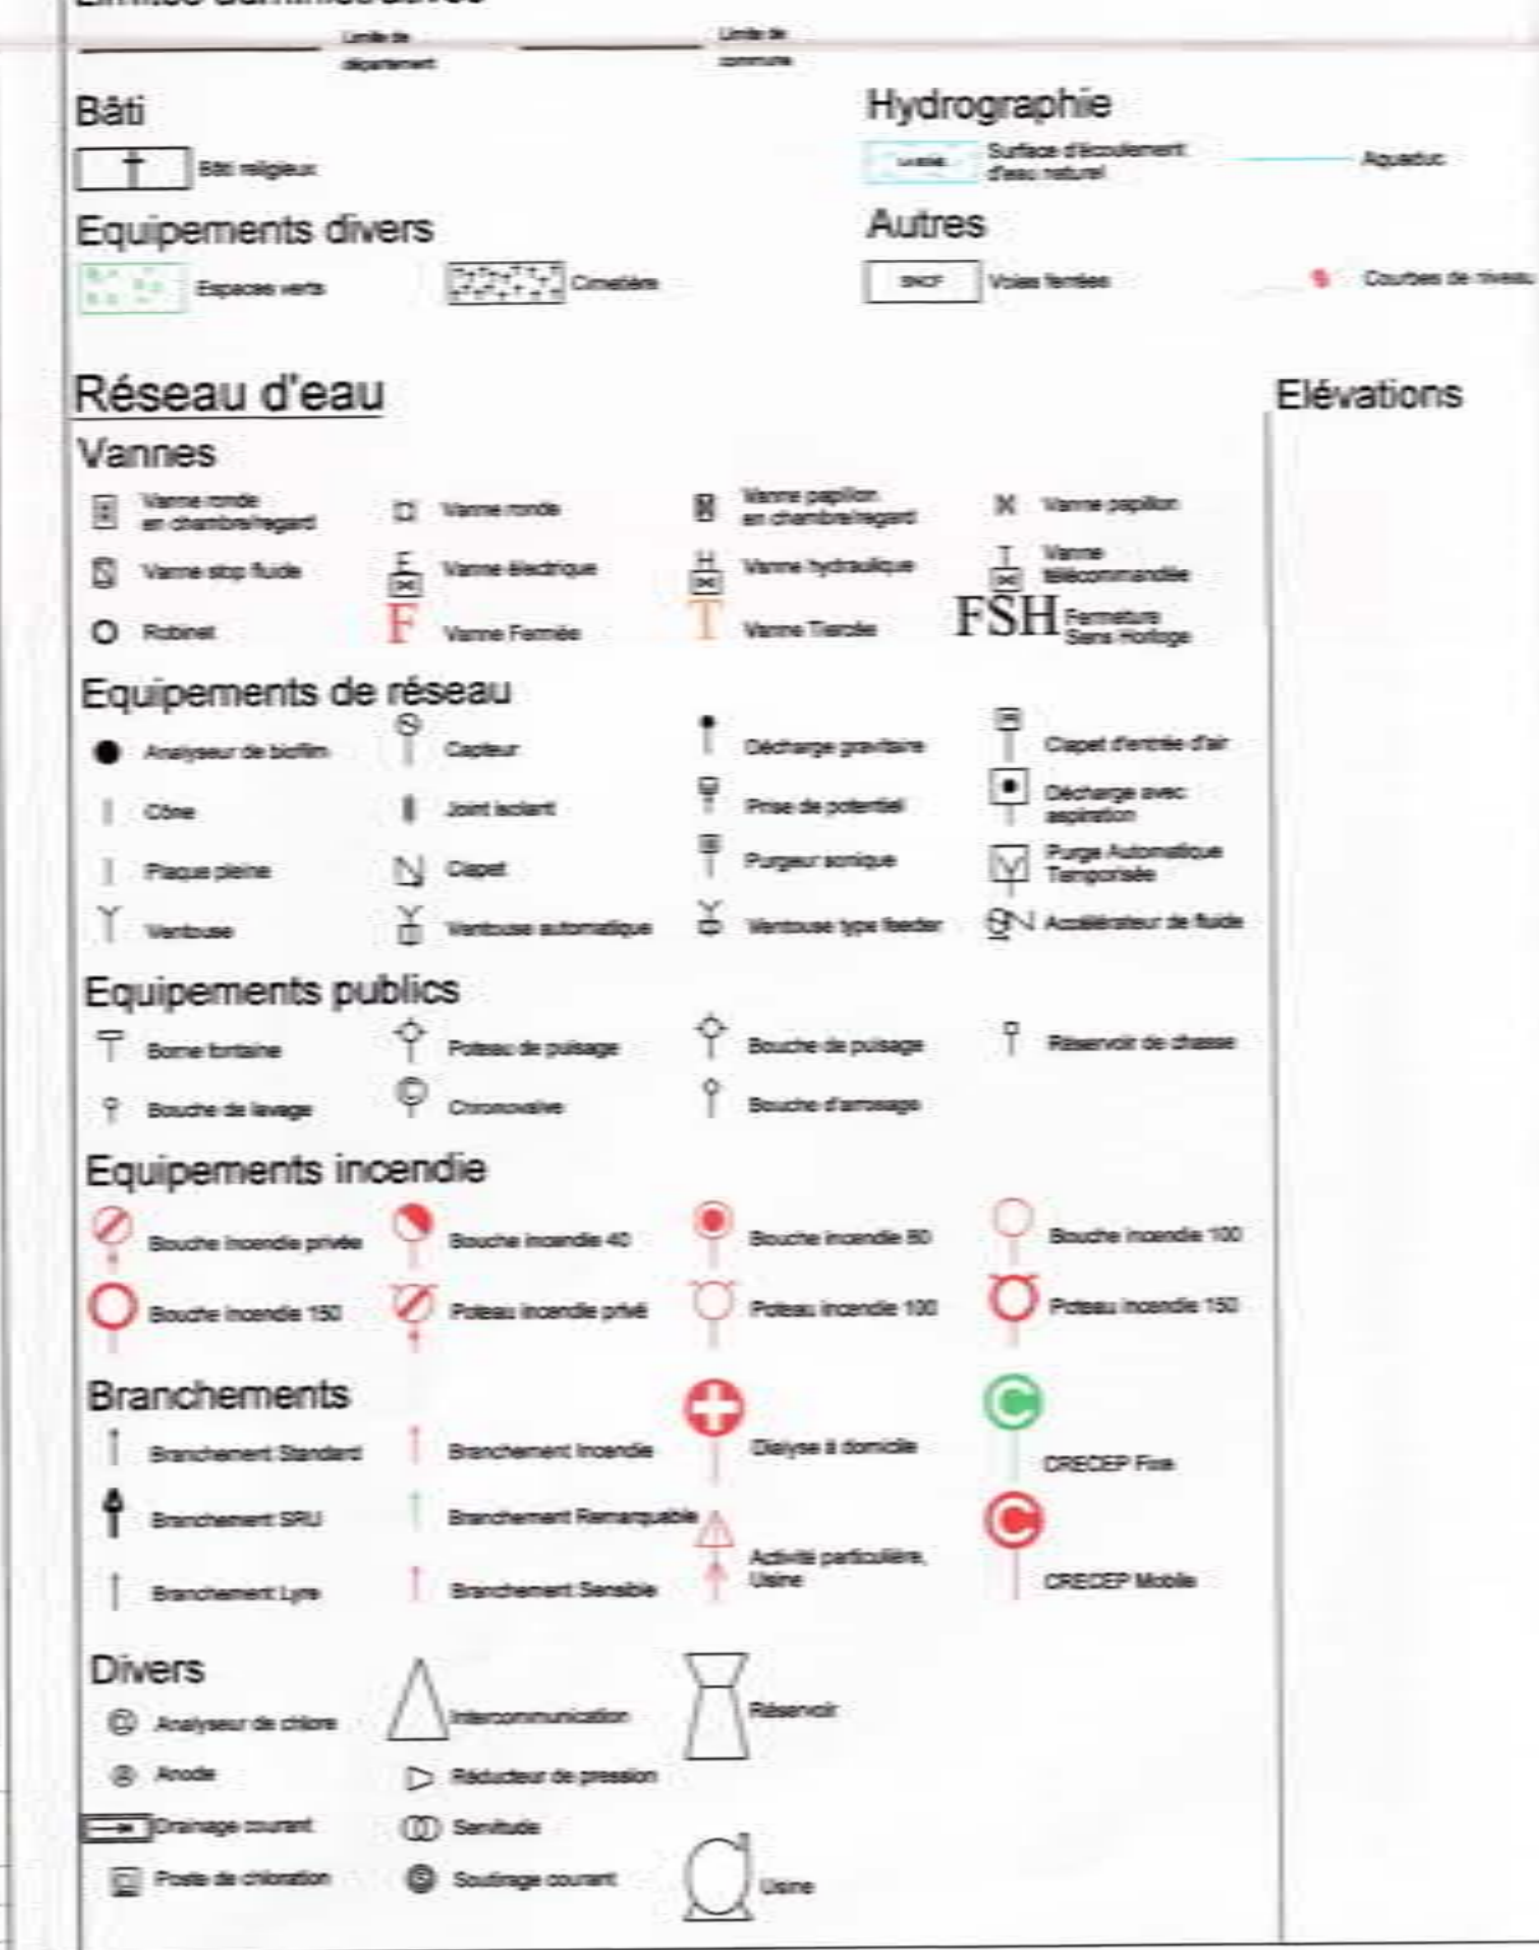 Limites administratives
Limite de
département
Limite de
commune
Bâti
Bâti religieux
Hydrographie
Surface d'écoulement
d'eau naturel
Aqueduc
Equipements divers
Espaces verts
Cimetière
Autres
SNCF
Voies ferrées
Courbes de niveau
Réseau d'eau
Elévations
Vannes
Vanne ronde
en chambre/regard
Vanne ronde
Vanne papillon
en chambre/regard
Vanne papillon
Vanne stop fluide
E
Vanne électrique
H
Vanne hydraulique
T
Vanne
télécommandée
Robinet
F
Vanne Fermée
T
Vanne Tiercée
FSH
Fermeture
Sens Horloge
Equipements de réseau
Analyseur de biofilm
Capteur
Décharge gravitaire
Clapet d'entrée d'air
Cône
Joint isolant
Prise de potentiel
Décharge avec
aspiration
Plaque pleine
Clapet
Purgeur sonique
Purge Automatique
Temporisée
Ventouse
Ventouse automatique
Ventouse type feeder
Accélérateur de fluide
Equipements publics
Borne fontaine
Poteau de puisage
Bouche de puisage
Réservoir de chasse
Bouche de lavage
C
Chronovalve
Bouche d'arrosage
Equipements incendie
Bouche incendie privée
Bouche incendie 40
Bouche incendie 80
Bouche incendie 100
Bouche incendie 150
Poteau incendie privé
Poteau incendie 100
Poteau incendie 150
Branchements
Branchement Standard
Branchement Incendie
Dialyse à domicile
C
CRECEP Fixe
Branchement SRU
Branchement Remarquable
Activité particulière,
Usine
C
CRECEP Mobile
Branchement Lyre
Branchement Sensible
Divers
Analyseur de chlore
Intercommunication
Réservoir
Anode
Réducteur de pression
Drainage courant
Servitude
Poste de chloration
S
Soutirage courant
Usine